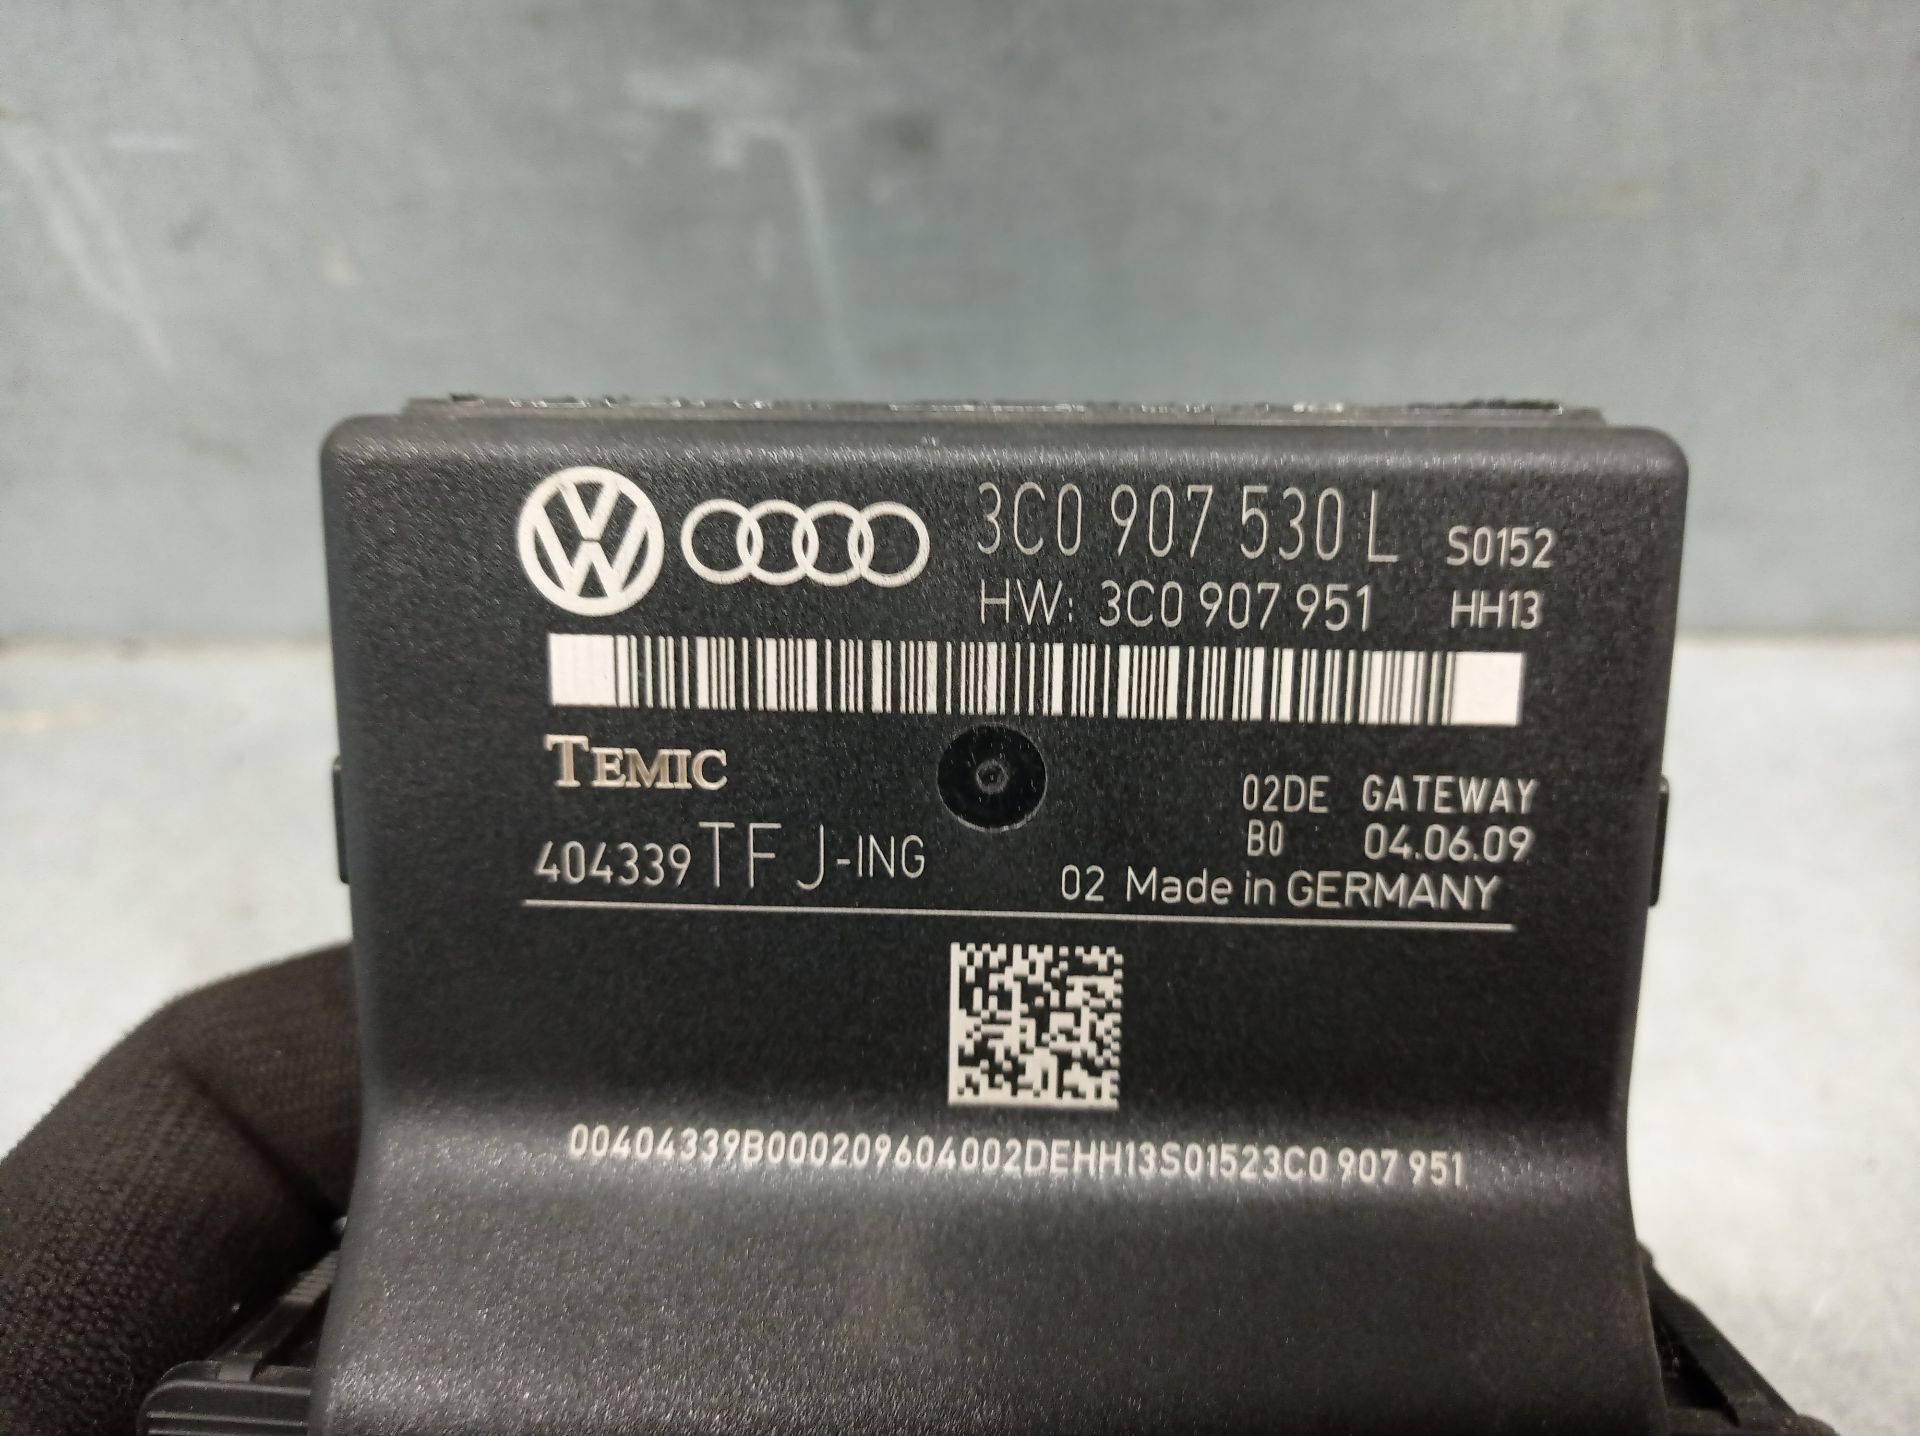 3C0 907 530 L S0152
HW: 3C0 907 951 HH13
TEMIC
02DE GATEWAY
404339 TFJ-ING B0 04.06.09
02 Made in GERMANY
00404339B000209604002DEHH13S01523C0 907 951